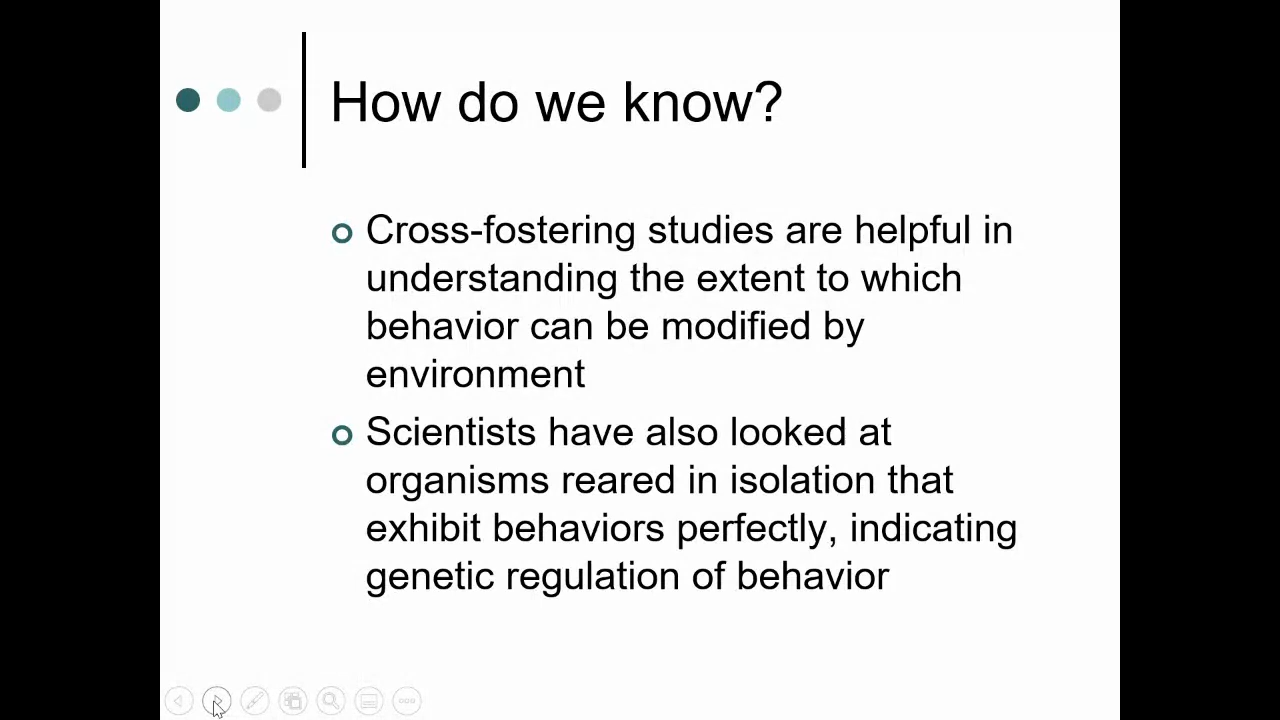 How do we know?
Cross-fostering studies are helpful in
understanding the extent to which
behavior can be modified by
environment
Scientists have also looked at
organisms reared in isolation that
exhibit behaviors perfectly, indicating
genetic regulation of behavior